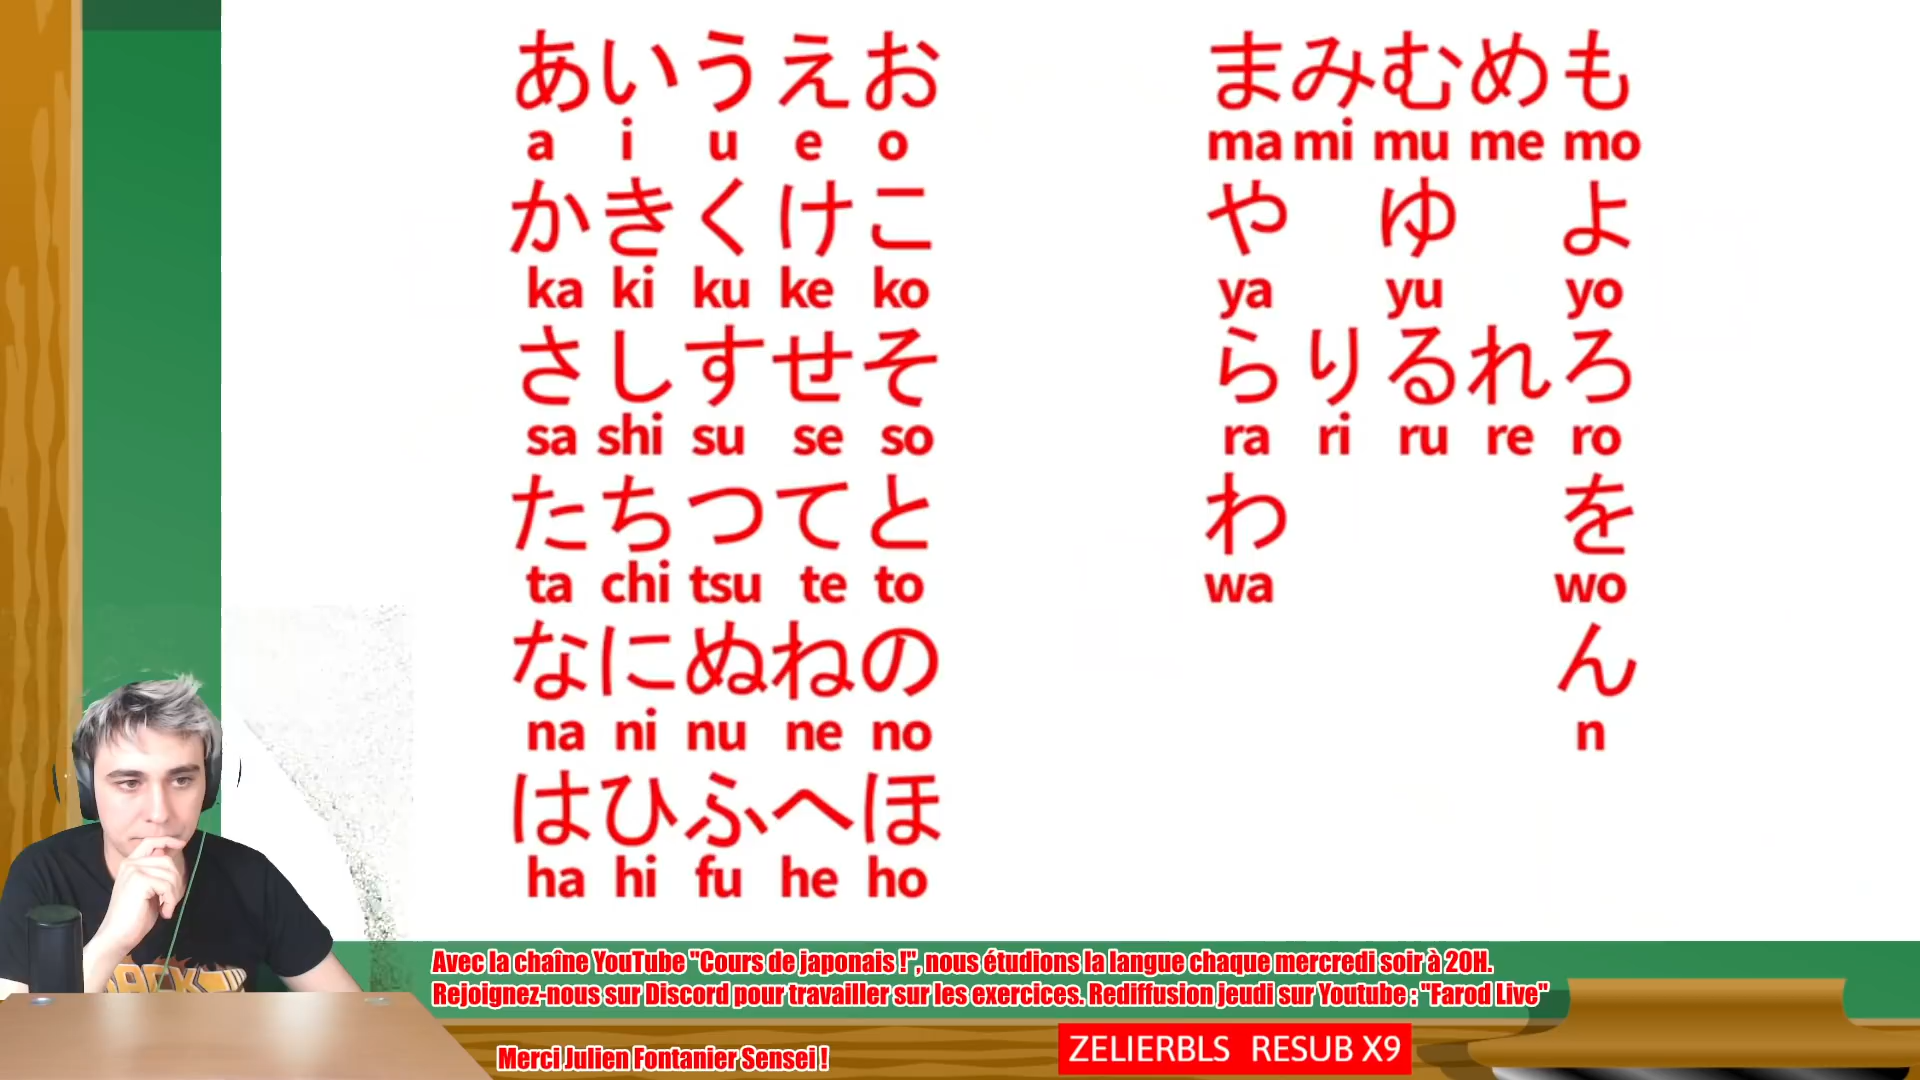 あいうえお
a i u e o
かきくけこ
ka ki ku ke ko
さしすせそ
sa shi su se so
たちつてと
ta chi tsu te to
なにぬねの
na ni nu ne no
はひふへほ
ha hi fu he ho
まみむめも
ma mi mu me mo
や ゆ よ
ya yu yo
らりるれろ
ra ri ru re ro
わ を
wa wo
ん
n
Avec la chaîne YouTube "Cours de japonais !", nous étudions la langue chaque mercredi soir à 20H.
Rejoignez-nous sur Discord pour travailler sur les exercices. Rediffusion jeudi sur Youtube : "Farod Live"
Merci Julien Fontanier Sensei !
ZELIERBLS RESUB X9